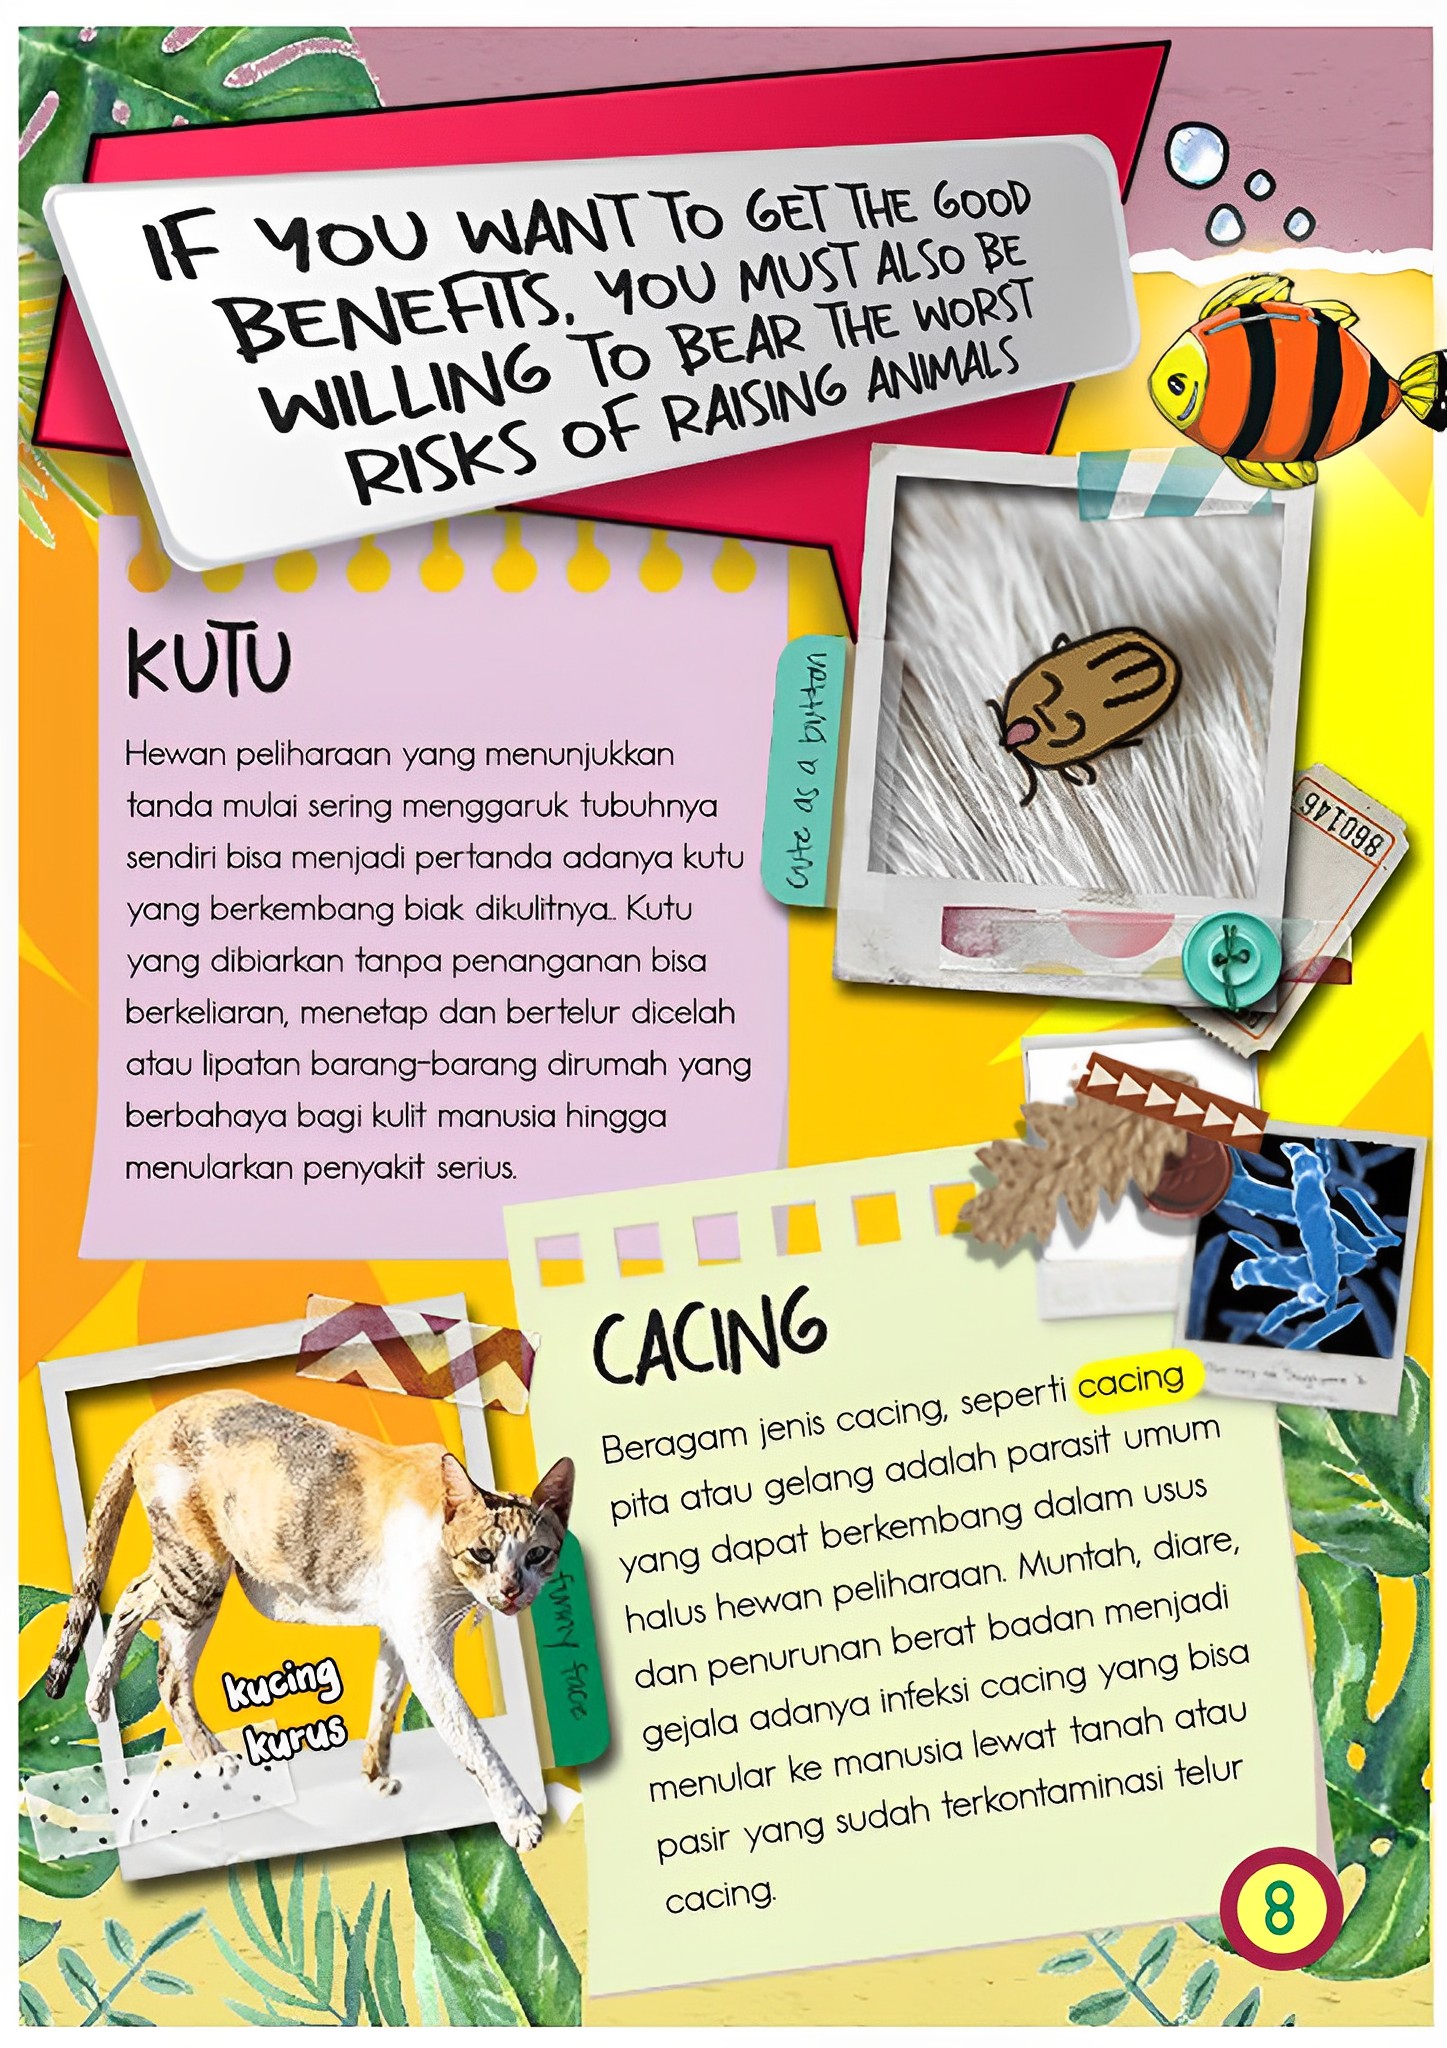 IF YOU WANT TO GET THE GOOD
BENEFITS, YOU MUST ALSO BE
WILLING TO BEAR THE WORST
RISKS OF RAISING ANIMALS
KUTU
Hewan peliharaan yang menunjukkan
tanda mulai sering menggaruk tubuhnya
sendiri bisa menjadi pertanda adanya kutu
yang berkembang biak dikulitnya.. Kutu
yang dibiarkan tanpa penanganan bisa
berkeliaran, menetap dan bertelur dicelah
atau lipatan barang-barang dirumah yang
berbahaya bagi kulit manusia hingga
menularkan penyakit serius.
cute as a button
860146
CACING
Beragam jenis cacing, seperti cacing
pita atau gelang adalah parasit umum
yang dapat berkembang dalam usus
halus hewan peliharaan. Muntah, diare,
dan penurunan berat badan menjadi
gejala adanya infeksi cacing yang bisa
menular ke manusia lewat tanah atau
pasir yang sudah terkontaminasi telur
cacing.
funny face
kucing
kurus
8